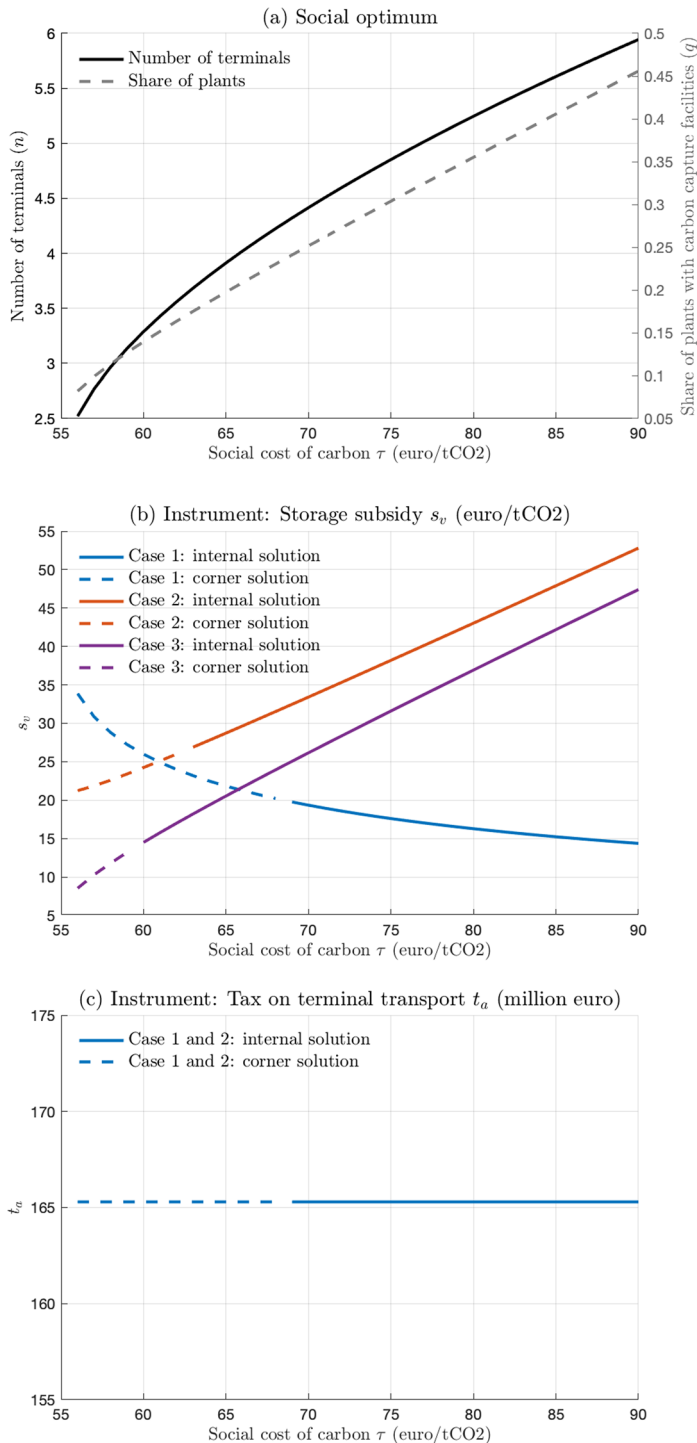 (a) Social optimum
Number of terminals
Share of plants
Number of terminals (n)
Share of plants with carbon capture facilities (q)
6
5.5
5
4.5
4
3.5
3
2.5
0.5
0.45
0.4
0.35
0.3
0.25
0.2
0.15
0.1
0.05
55 60 65 70 75 80 85 90
Social cost of carbon τ (euro/tCO2)
(b) Instrument: Storage subsidy sᵥ (euro/tCO2)
Case 1: internal solution
Case 1: corner solution
Case 2: internal solution
Case 2: corner solution
Case 3: internal solution
Case 3: corner solution
sᵥ
55
50
45
40
35
30
25
20
15
10
5
55 60 65 70 75 80 85 90
Social cost of carbon τ (euro/tCO2)
(c) Instrument: Tax on terminal transport tₐ (million euro)
Case 1 and 2: internal solution
Case 1 and 2: corner solution
tₐ
175
170
165
160
155
55 60 65 70 75 80 85 90
Social cost of carbon τ (euro/tCO2)